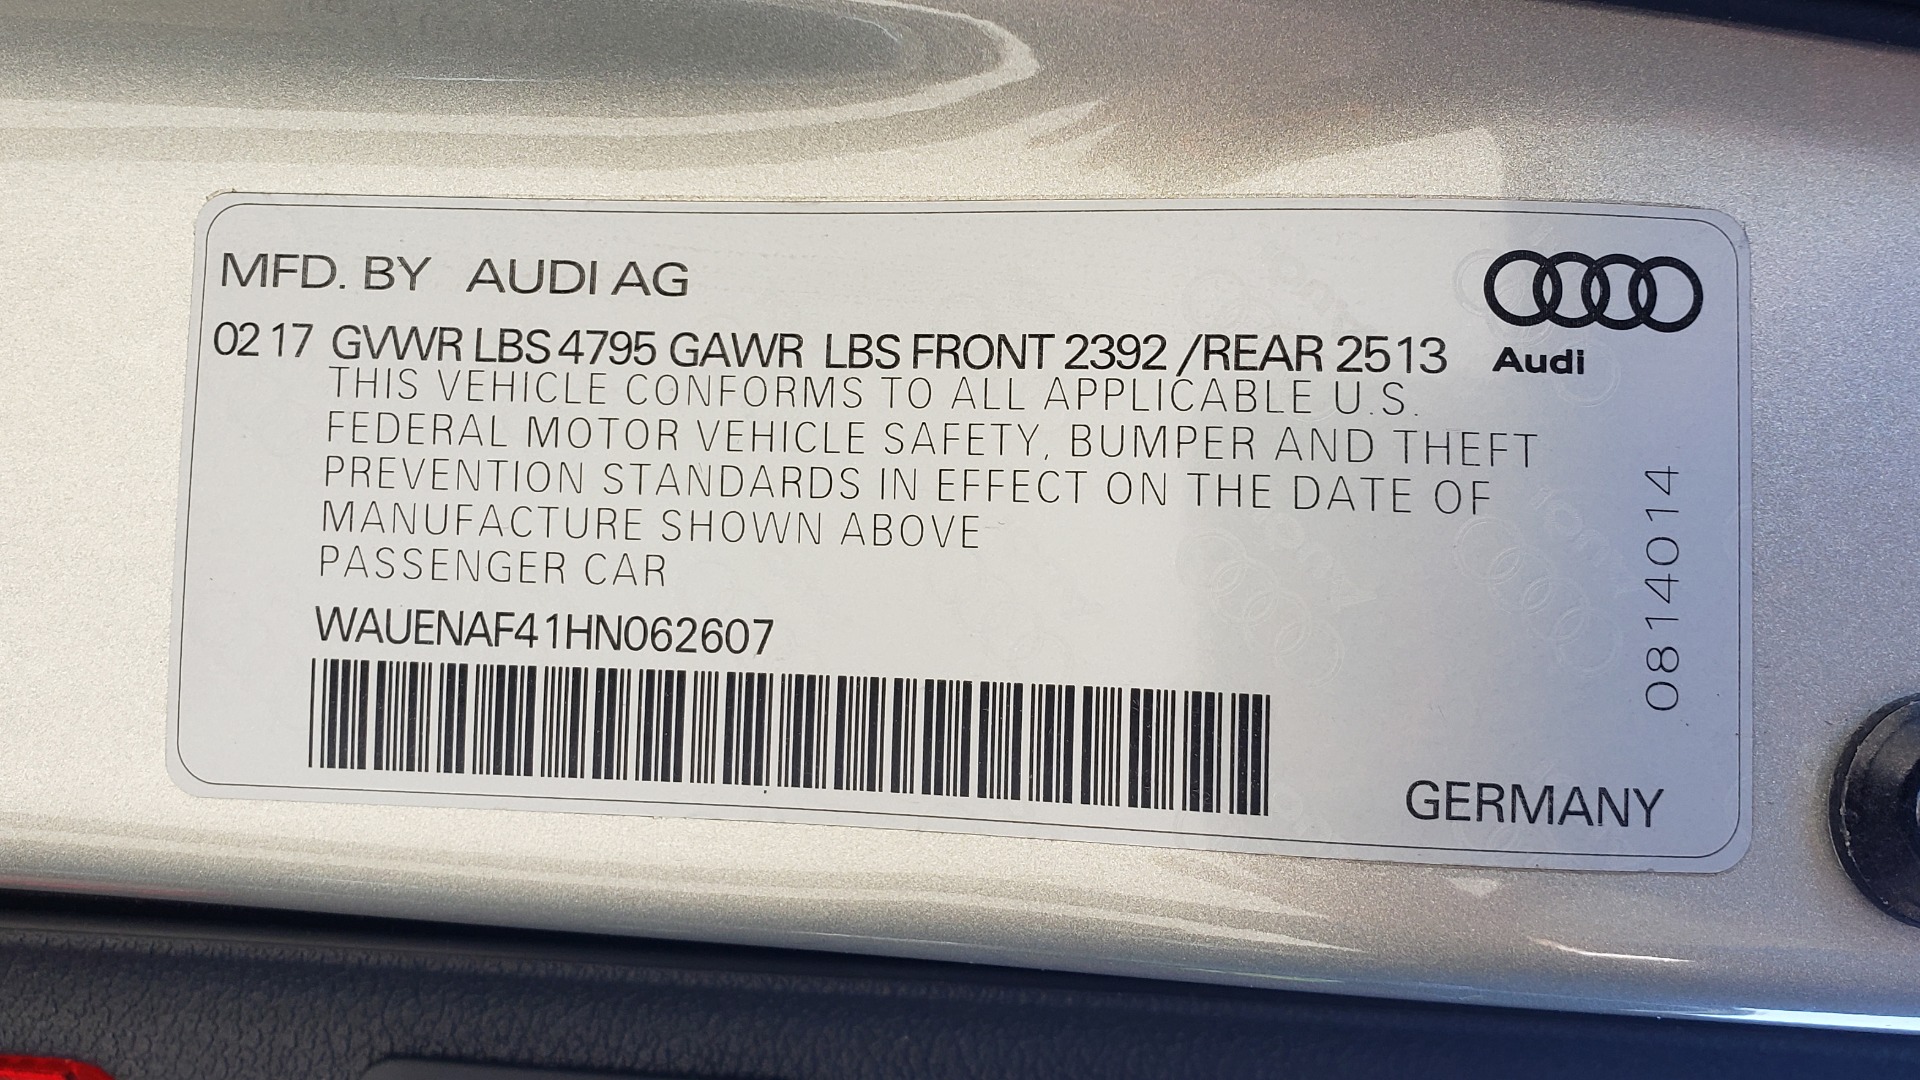 MFD. BY AUDI AG
02 17 GVWR LBS 4795 GAWR LBS FRONT 2392 /REAR 2513
Audi
THIS VEHICLE CONFORMS TO ALL APPLICABLE U.S.
FEDERAL MOTOR VEHICLE SAFETY, BUMPER AND THEFT
PREVENTION STANDARDS IN EFFECT ON THE DATE OF
MANUFACTURE SHOWN ABOVE
PASSENGER CAR
WAUENAF41HN062607
GERMANY
0814014